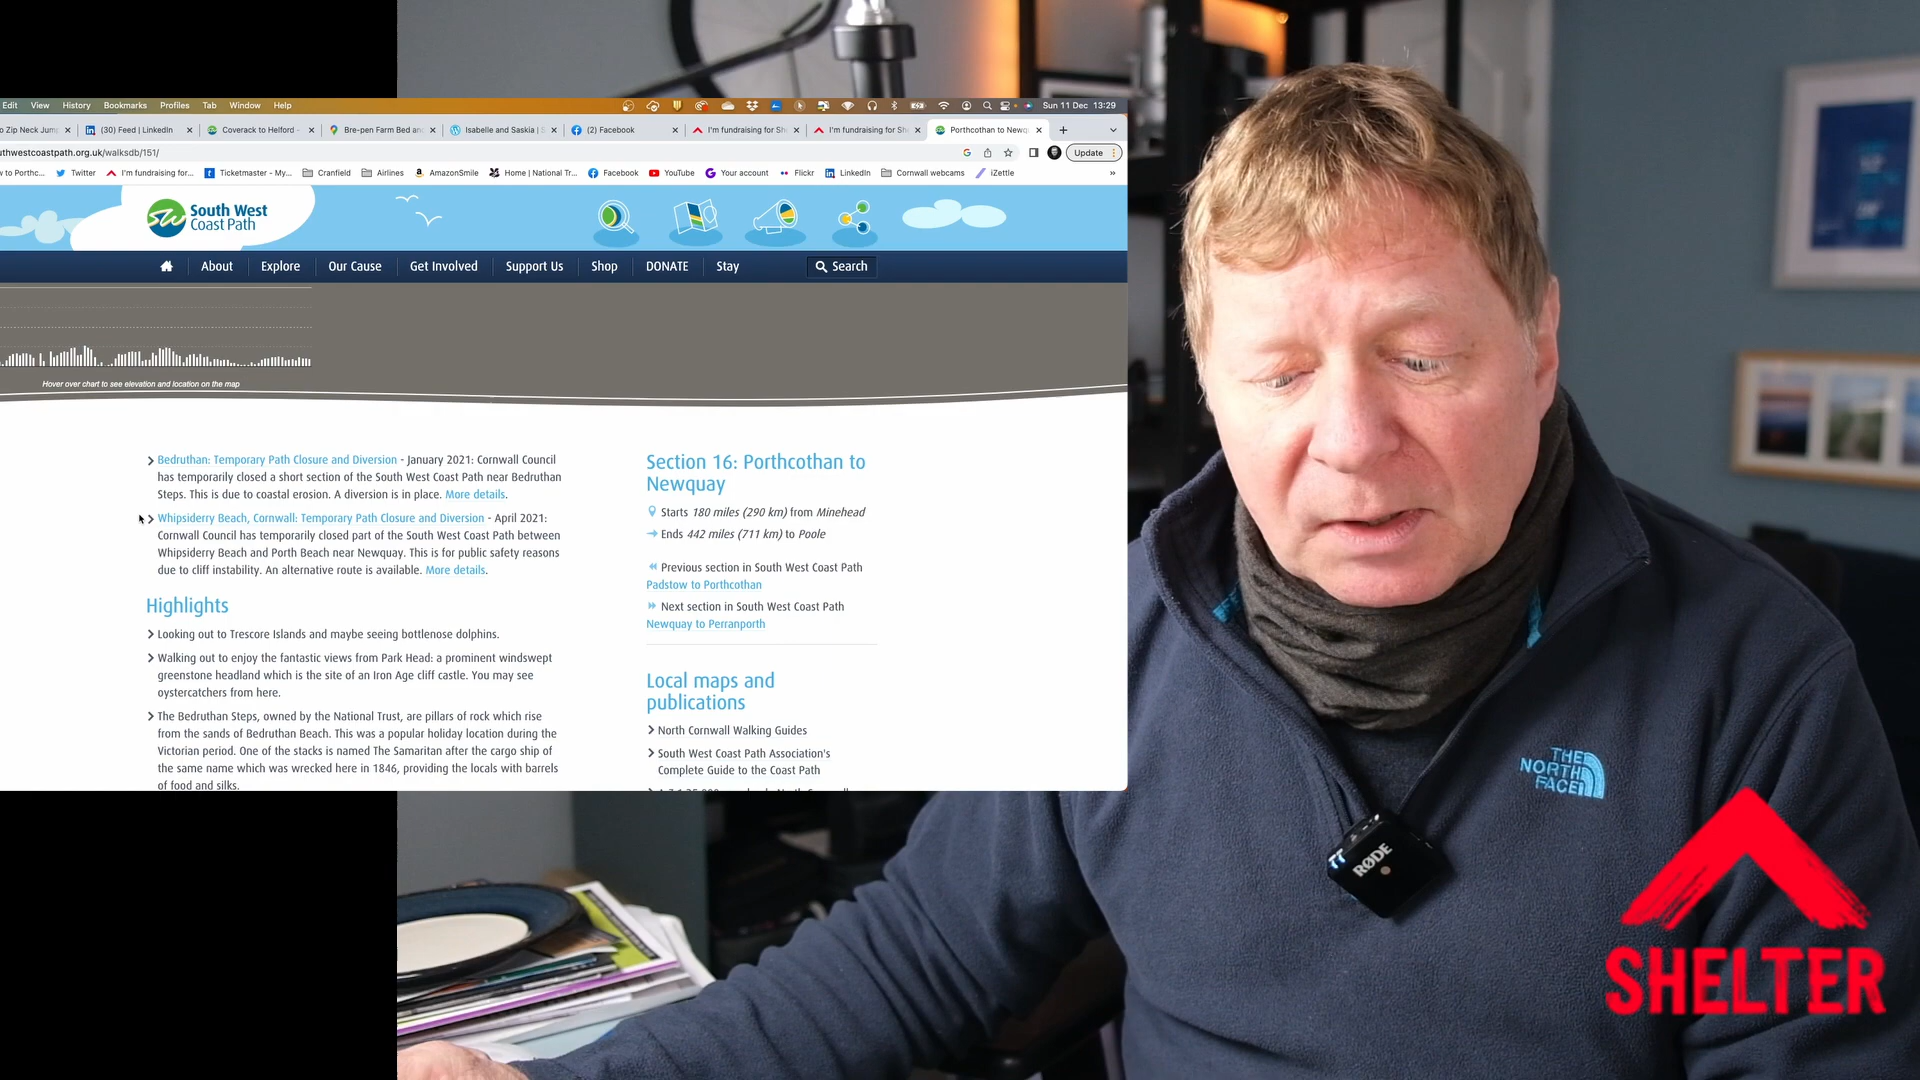 Edit View History Bookmarks Profiles Tab Window Help Sun 11 Dec 13:29
Zip Neck Jum (30) Feed | LinkedIn Coverack to Helford - Bre-pen Farm Bed an Isabelle and Saskia | S (2) Facebook I'm fundraising for Sh I'm fundraising for Sh Porthcothan to Newq
uthwestcoastpath.org.uk/walksdb/151/ Update
w to Porthc... Twitter I'm fundraising for... Ticketmaster - My... Cranfield Airlines AmazonSmile Home | National Tr... Facebook YouTube Your account Flickr LinkedIn Cornwall webcams iZettle »
South West
Coast Path
About Explore Our Cause Get Involved Support Us Shop DONATE Stay Search
Hover over chart to see elevation and location on the map
Bedruthan: Temporary Path Closure and Diversion - January 2021: Cornwall Council
has temporarily closed a short section of the South West Coast Path near Bedruthan
Steps. This is due to coastal erosion. A diversion is in place. More details.
Whipsiderry Beach, Cornwall: Temporary Path Closure and Diversion - April 2021:
Cornwall Council has temporarily closed part of the South West Coast Path between
Whipsiderry Beach and Porth Beach near Newquay. This is for public safety reasons
due to cliff instability. An alternative route is available. More details.
Highlights
Looking out to Trescore Islands and maybe seeing bottlenose dolphins.
Walking out to enjoy the fantastic views from Park Head: a prominent windswept
greenstone headland which is the site of an Iron Age cliff castle. You may see
oystercatchers from here.
The Bedruthan Steps, owned by the National Trust, are pillars of rock which rise
from the sands of Bedruthan Beach. This was a popular holiday location during the
Victorian period. One of the stacks is named The Samaritan after the cargo ship of
the same name which was wrecked here in 1846, providing the locals with barrels
of food and silks.
Section 16: Porthcothan to
Newquay
Starts 180 miles (290 km) from Minehead
Ends 442 miles (711 km) to Poole
Previous section in South West Coast Path
Padstow to Porthcothan
Next section in South West Coast Path
Newquay to Perranporth
Local maps and
publications
North Cornwall Walking Guides
South West Coast Path Association's
Complete Guide to the Coast Path
THE
NORTH
FACE
RØDE
SHELTER